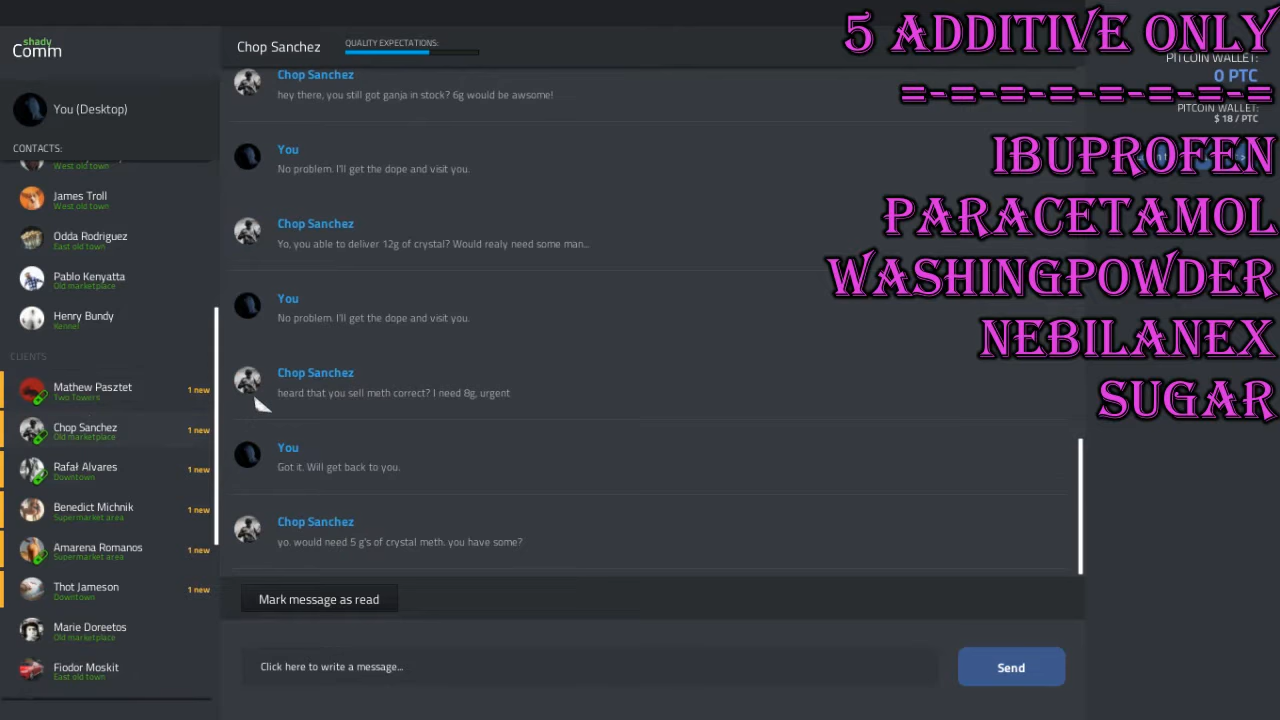 shady
Comm
You (Desktop)
CONTACTS:
West old town
James Troll
West old town
Odda Rodriguez
East old town
Pablo Kenyatta
Old marketplace
Henry Bundy
Kennel
CLIENTS
Mathew Pasztet
Two Towers
1 new
Chop Sanchez
Old marketplace
1 new
Rafał Alvares
Downtown
1 new
Benedict Michnik
Supermarket area
1 new
Amarena Romanos
Supermarket area
1 new
Thot Jameson
Downtown
1 new
Marie Doreetos
Old marketplace
Fiodor Moskit
East old town
Chop Sanchez
QUALITY EXPECTATIONS:
Chop Sanchez
hey there, you still got ganja in stock? 6g would be awsome!
You
No problem. I'll get the dope and visit you.
Chop Sanchez
Yo, you able to deliver 12g of crystal? Would realy need some man...
You
No problem. I'll get the dope and visit you.
Chop Sanchez
heard that you sell meth correct? I need 8g, urgent
You
Got it. Will get back to you.
Chop Sanchez
yo. would need 5 g's of crystal meth. you have some?
Mark message as read
Click here to write a message...
Send
5 ADDITIVE ONLY
PITCOIN WALLET:
0 PTC
=-=-=-=-=-=-=-=
PITCOIN WALLET:
$ 18 / PTC
IBUPROFEN
PARACETAMOL
WASHINGPOWDER
NEBILANEX
SUGAR